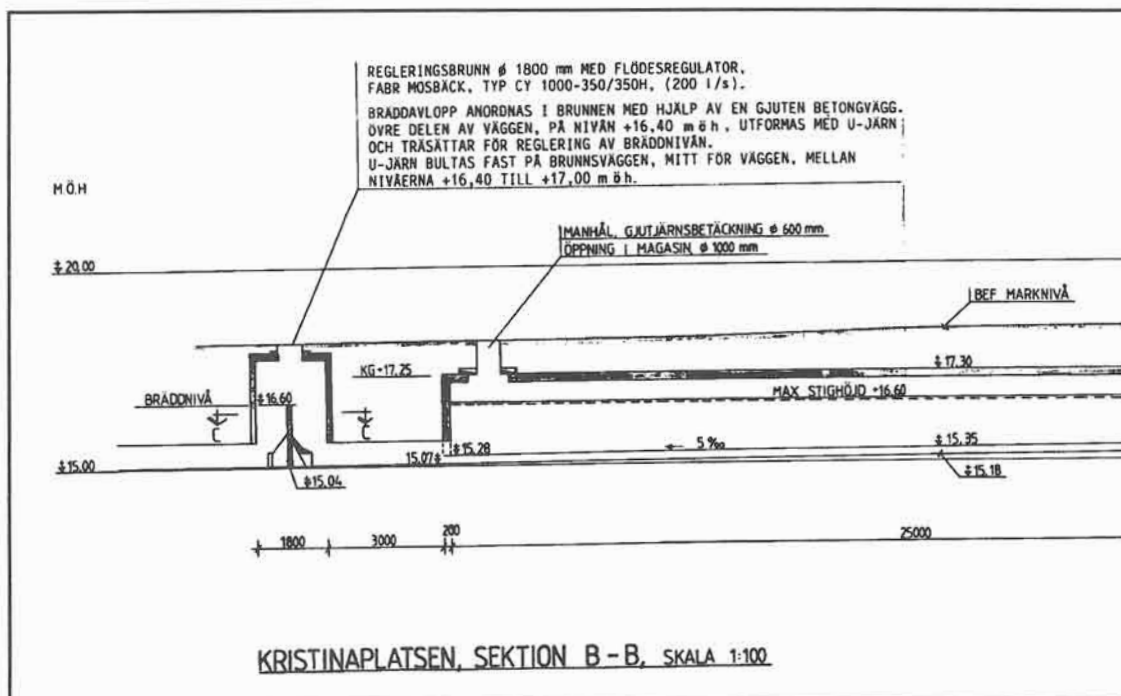 REGLERINGSBRUNN ø 1800 mm MED FLÖDESREGULATOR,
FABR MOSBÄCK, TYP CY 1000-350/350H, (200 l/s).
BRÄDDAVLOPP ANORDNAS I BRUNNEN MED HJÄLP AV EN GJUTEN BETONGVÄGG.
ÖVRE DELEN AV VÄGGEN, PÅ NIVÅN +16,40 möh, UTFORMAS MED U-JÄRN
OCH TRÄSÄTTAR FÖR REGLERING AV BRÄDDNIVÅN.
U-JÄRN BULTAS FAST PÅ BRUNNSVÄGGEN, MITT FÖR VÄGGEN, MELLAN
NIVÅERNA +16,40 TILL +17,00 möh.
M Ö.H
MANHÅL, GJUTJÄRNSBETÄCKNING ø 600 mm
ÖPPNING I MAGASIN, ø 1000 mm
+20.00
BEF MARKNIVÅ
KG+17.25
+17.30
BRÄDDNIVÅ
+16.60
MAX STIGHÖJD +16.60
C
C
15.07+
+15.28
← 5 ‰
+15.35
+15.00
+15.04
+15.18
1800
3000
200
25000
KRISTINAPLATSEN, SEKTION B-B, SKALA 1:100